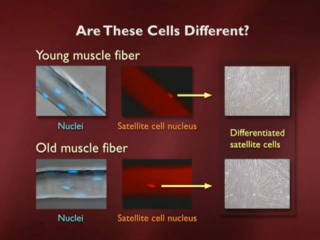 Are These Cells Different?
Young muscle fiber
Nuclei
Satellite cell nucleus
Differentiated
satellite cells
Old muscle fiber
Nuclei
Satellite cell nucleus